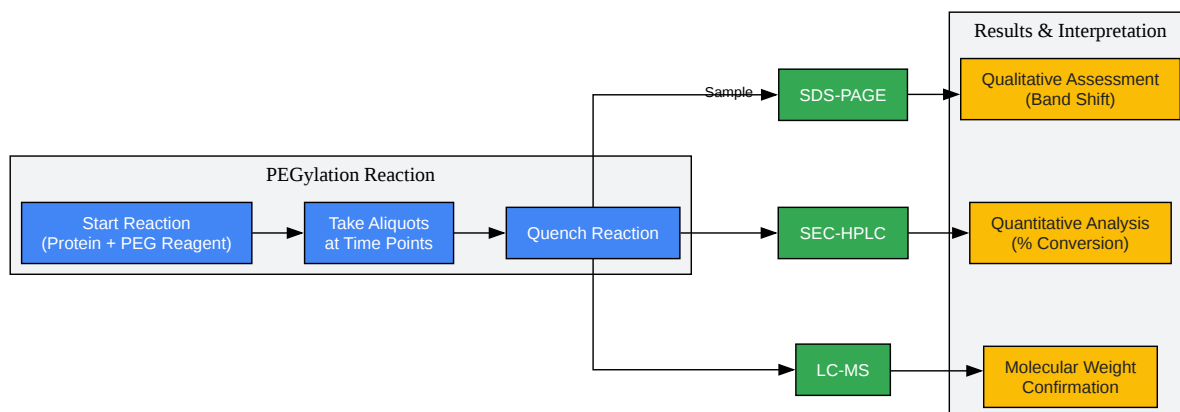 Results & Interpretation
Sample
SDS-PAGE
Qualitative Assessment
(Band Shift)
PEGylation Reaction
Start Reaction
(Protein + PEG Reagent)
Take Aliquots
at Time Points
Quench Reaction
SEC-HPLC
Quantitative Analysis
(% Conversion)
LC-MS
Molecular Weight
Confirmation